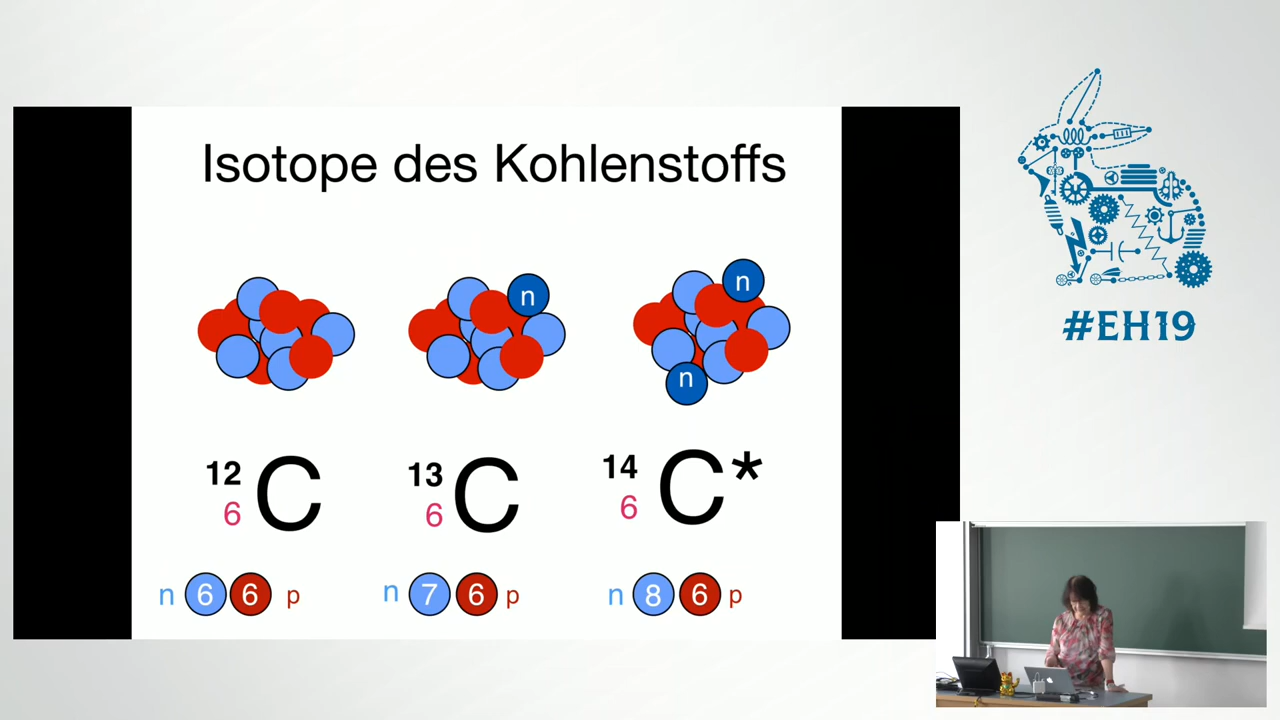 Isotope des Kohlenstoffs
n
n
n
12
6
C
13
6
C
14
6
C*
n 6 6 p
n 7 6 p
n 8 6 p
#EH19